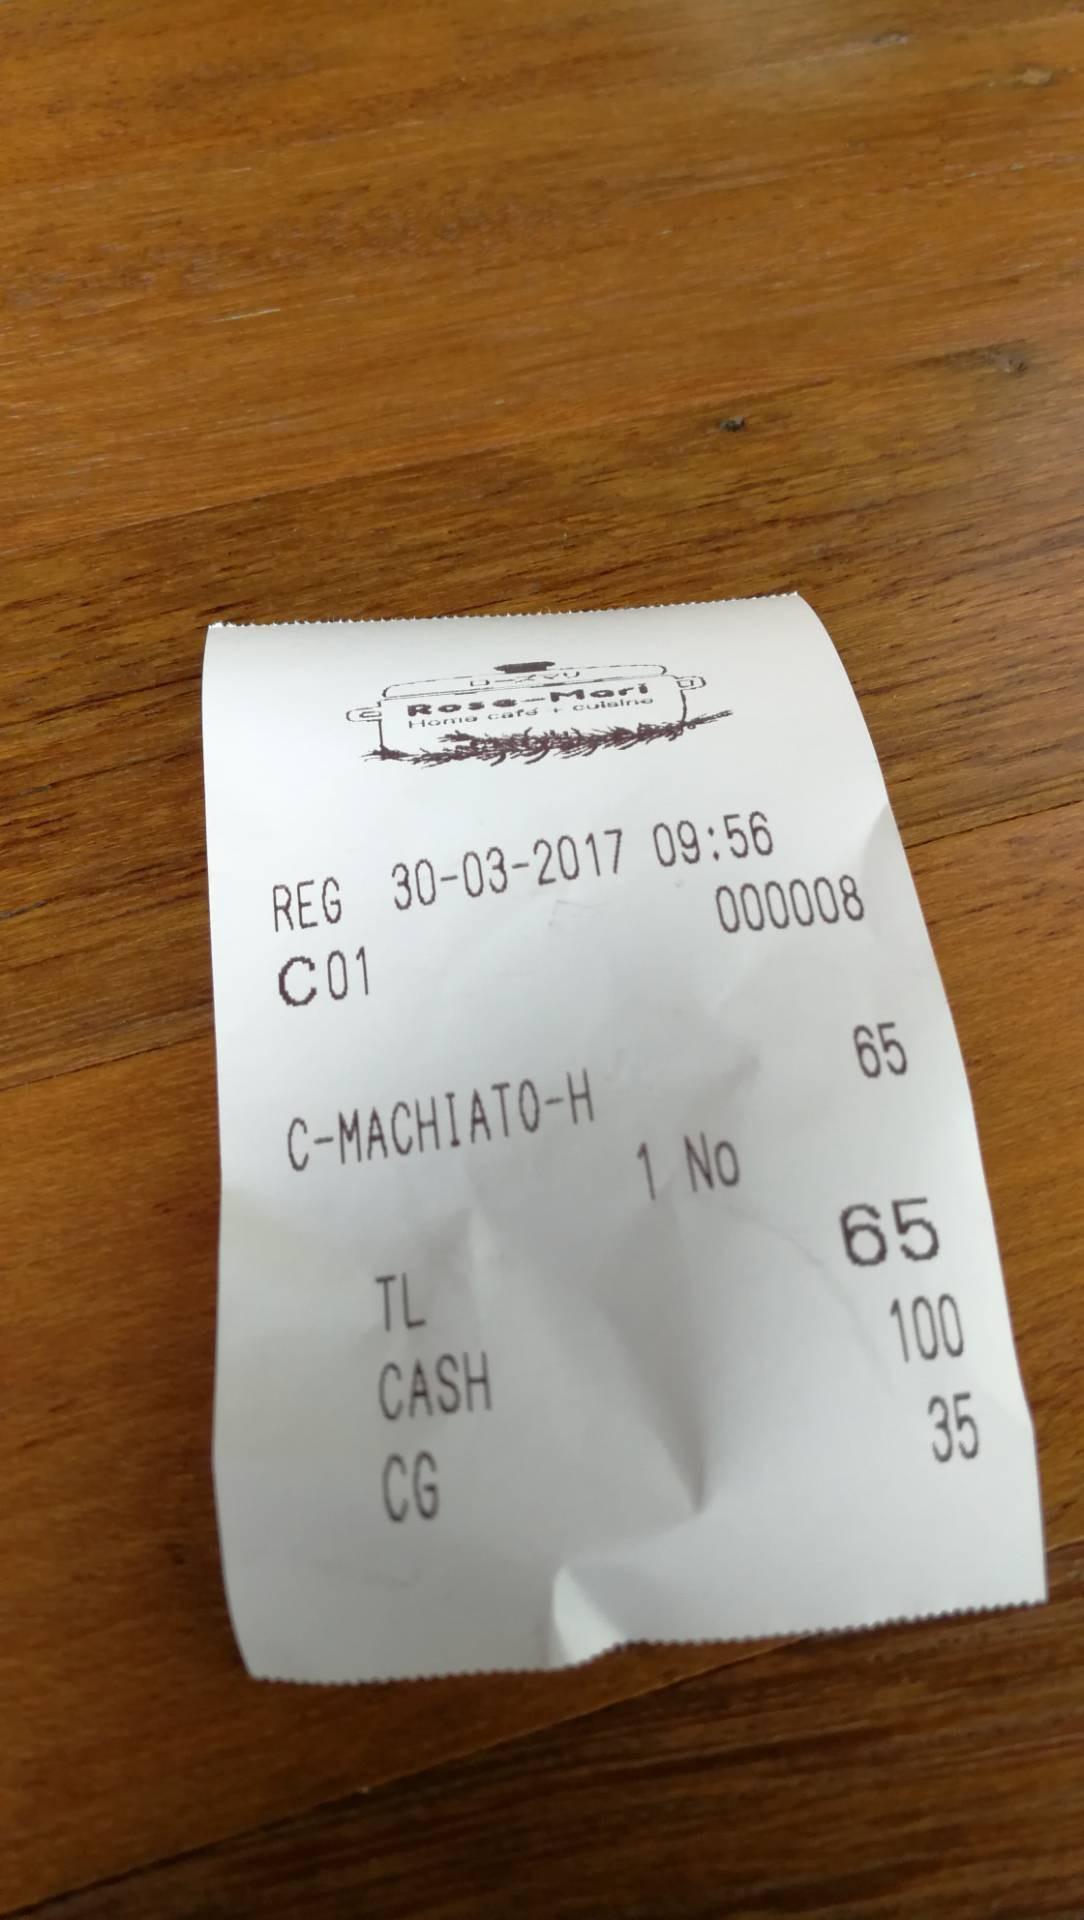 Rose-Mari
Home café + cuisine
REG 30-03-2017 09:56
C01 000008
C-MACHIATO-H 65
1 No
TL 65
CASH 100
CG 35